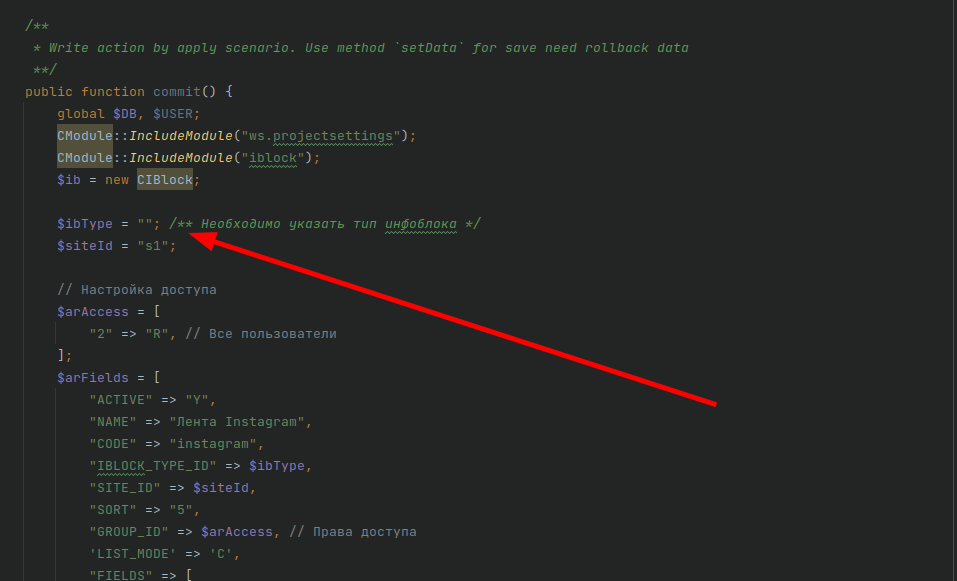 /**
* Write action by apply scenario. Use method `setData` for save need rollback data
**/
public function commit() {
global $DB, $USER;
CModule::IncludeModule("ws.projectsettings");
CModule::IncludeModule("iblock");
$ib = new CIBlock;
$ibType = ""; /** Необходимо указать тип инфоблока */
$siteId = "s1";
// Настройка доступа
$arAccess = [
"2" => "R", // Все пользователи
];
$arFields = [
"ACTIVE" => "Y",
"NAME" => "Лента Instagram",
"CODE" => "instagram",
"IBLOCK_TYPE_ID" => $ibType,
"SITE_ID" => $siteId,
"SORT" => "5",
"GROUP_ID" => $arAccess, // Права доступа
'LIST_MODE' => 'C',
"FIELDS" => [